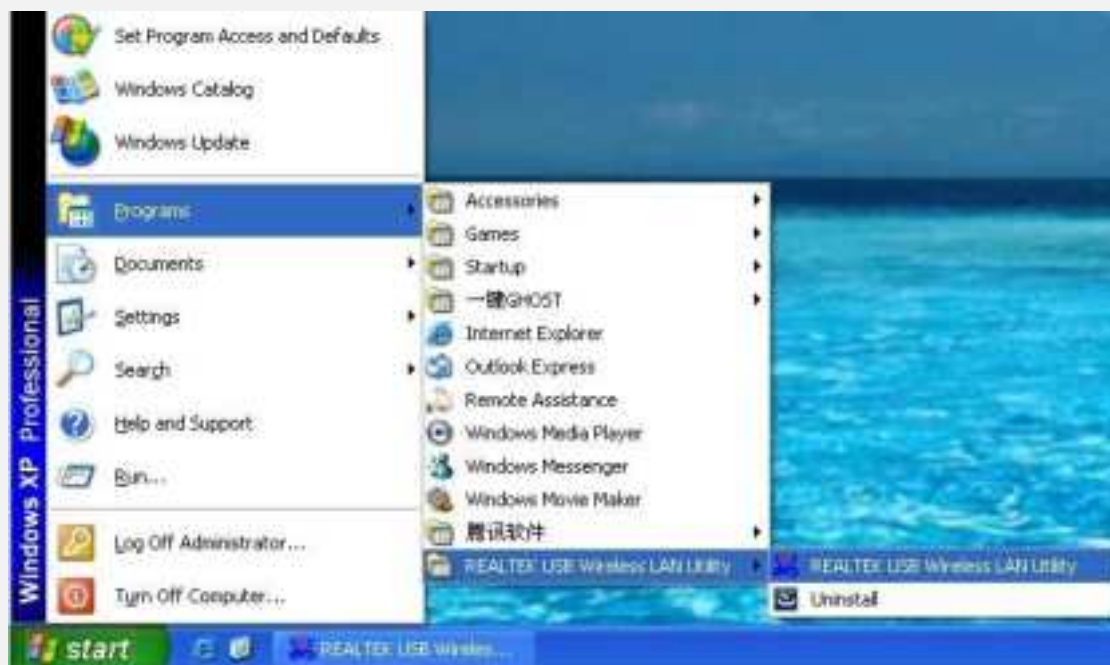 Set Program Access and Defaults
Windows Catalog
Windows Update
Programs
Documents
Settings
Search
Help and Support
Run...
Log Off Administrator...
Turn Off Computer...
Windows XP Professional
Accessories
Games
Startup
一键GHOST
Internet Explorer
Outlook Express
Remote Assistance
Windows Media Player
Windows Messenger
Windows Movie Maker
腾讯软件
REALTEK USB Wireless LAN Utility
REALTEK USB Wireless LAN Utility
Uninstall
start
REALTEK USB Wireles...